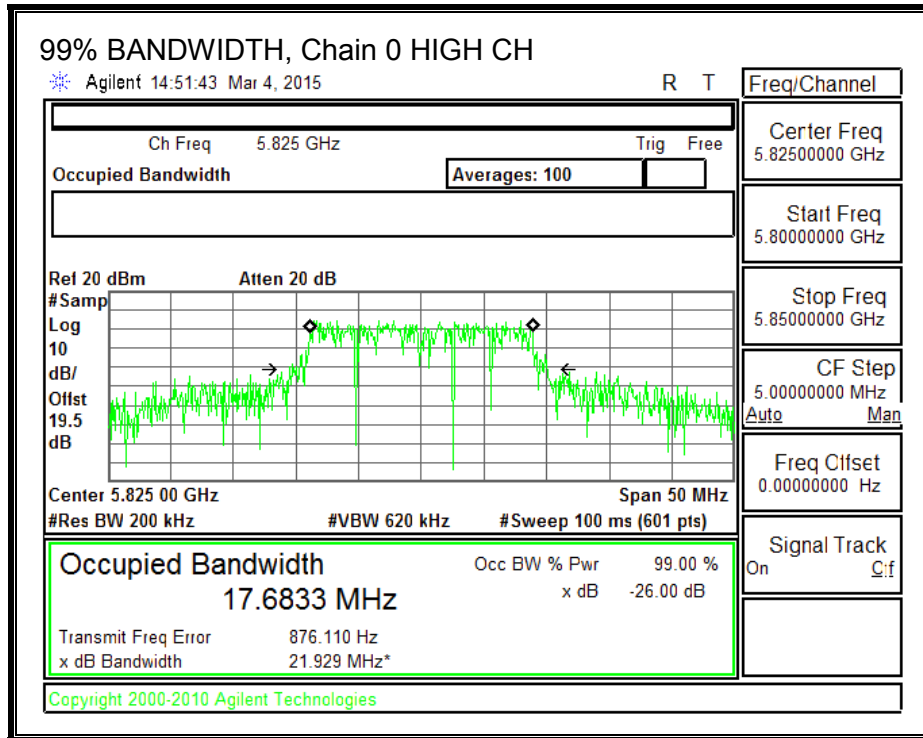 99% BANDWIDTH, Chain 0 HIGH CH
Agilent 14:51:43 Mar 4, 2015 R T
Freq/Channel
Ch Freq 5.825 GHz Trig Free
Occupied Bandwidth Averages: 100
Center Freq
5.82500000 GHz
Start Freq
5.80000000 GHz
Stop Freq
5.85000000 GHz
CF Step
5.00000000 MHz
Auto Man
Freq Offset
0.00000000 Hz
Signal Track
On Off
Ref 20 dBm Atten 20 dB
#Samp
Log
10
dB/
Offst
19.5
dB
Center 5.825 00 GHz Span 50 MHz
#Res BW 200 kHz #VBW 620 kHz #Sweep 100 ms (601 pts)
Occupied Bandwidth Occ BW % Pwr 99.00 %
17.6833 MHz x dB -26.00 dB
Transmit Freq Error 876.110 Hz
x dB Bandwidth 21.929 MHz*
Copyright 2000-2010 Agilent Technologies